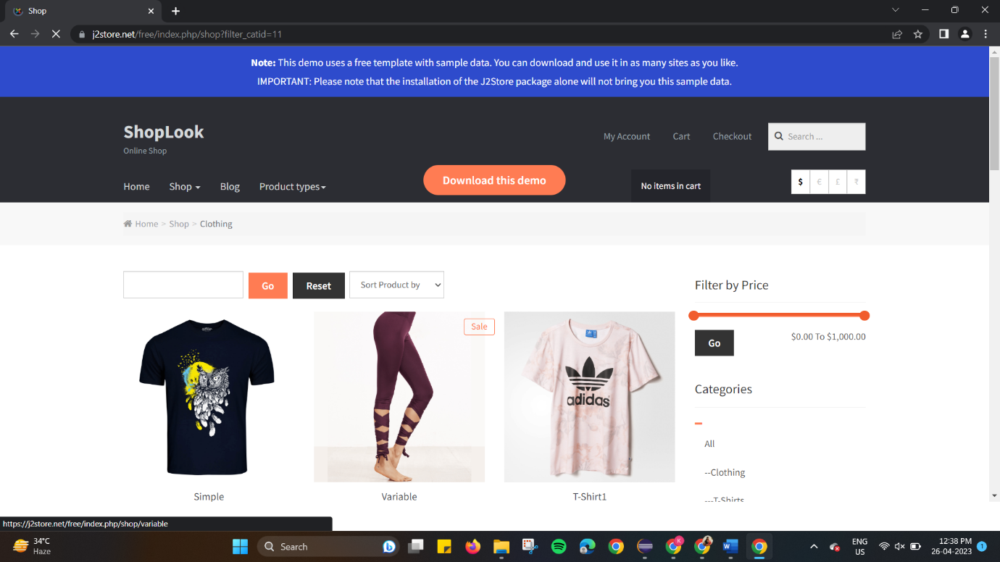 Shop
j2store.net/free/index.php/shop?filter_catid=11
Note: This demo uses a free template with sample data. You can download and use it in as many sites as you like.
IMPORTANT: Please note that the installation of the J2Store package alone will not bring you this sample data.
ShopLook
Online Shop
My Account Cart Checkout Search ...
Home Shop Blog Product types Download this demo No items in cart $ € £ ₹
Home > Shop > Clothing
Go Reset Sort Product by
Filter by Price
Go $0.00 To $1,000.00
Categories
All
--Clothing
---T-Shirts
Sale
adidas
Simple Variable T-Shirt1
https://j2store.net/free/index.php/shop/variable
34°C
Haze
Search
ENG
US
12:38 PM
26-04-2023
1